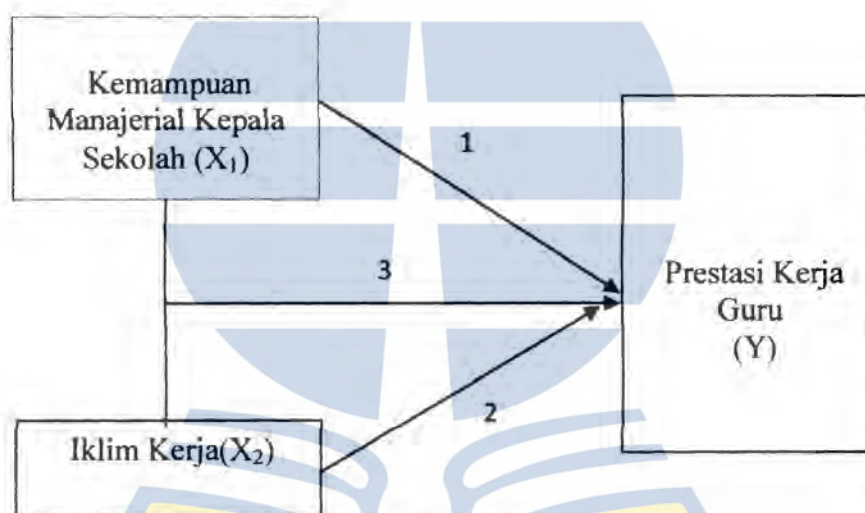 Kemampuan
Manajerial Kepala
Sekolah (X₁)
1
3
Prestasi Kerja
Guru
(Y)
2
Iklim Kerja(X₂)